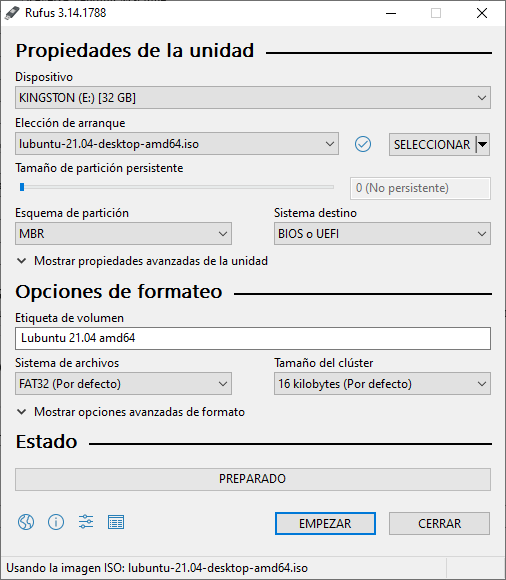 Rufus 3.14.1788
Propiedades de la unidad
Dispositivo
KINGSTON (E:) [32 GB]
Elección de arranque
lubuntu-21.04-desktop-amd64.iso
SELECCIONAR
Tamaño de partición persistente
0 (No persistente)
Esquema de partición
Sistema destino
MBR
BIOS o UEFI
Mostrar propiedades avanzadas de la unidad
Opciones de formateo
Etiqueta de volumen
Lubuntu 21.04 amd64
Sistema de archivos
Tamaño del clúster
FAT32 (Por defecto)
16 kilobytes (Por defecto)
Mostrar opciones avanzadas de formato
Estado
PREPARADO
EMPEZAR
CERRAR
Usando la imagen ISO: lubuntu-21.04-desktop-amd64.iso